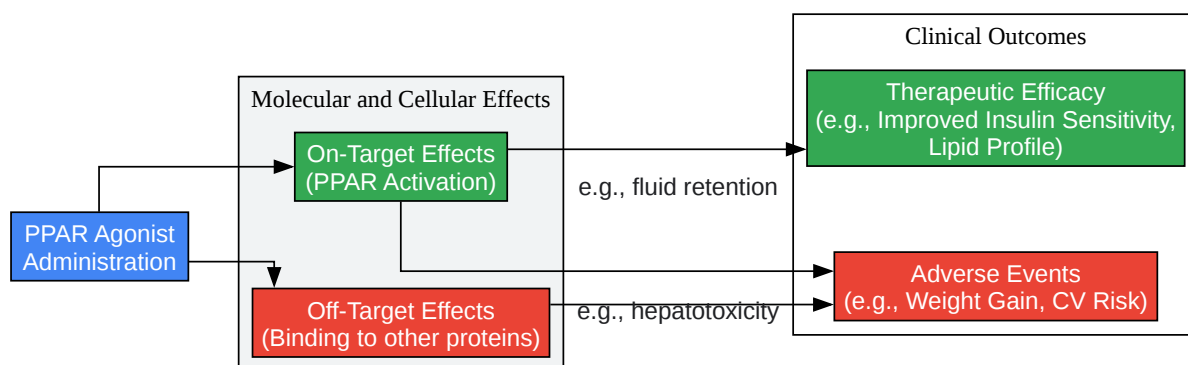 Clinical Outcomes
Therapeutic Efficacy
(e.g., Improved Insulin Sensitivity,
Lipid Profile)
Molecular and Cellular Effects
On-Target Effects
(PPAR Activation)
e.g., fluid retention
PPAR Agonist
Administration
Adverse Events
(e.g., Weight Gain, CV Risk)
Off-Target Effects
(Binding to other proteins)
e.g., hepatotoxicity